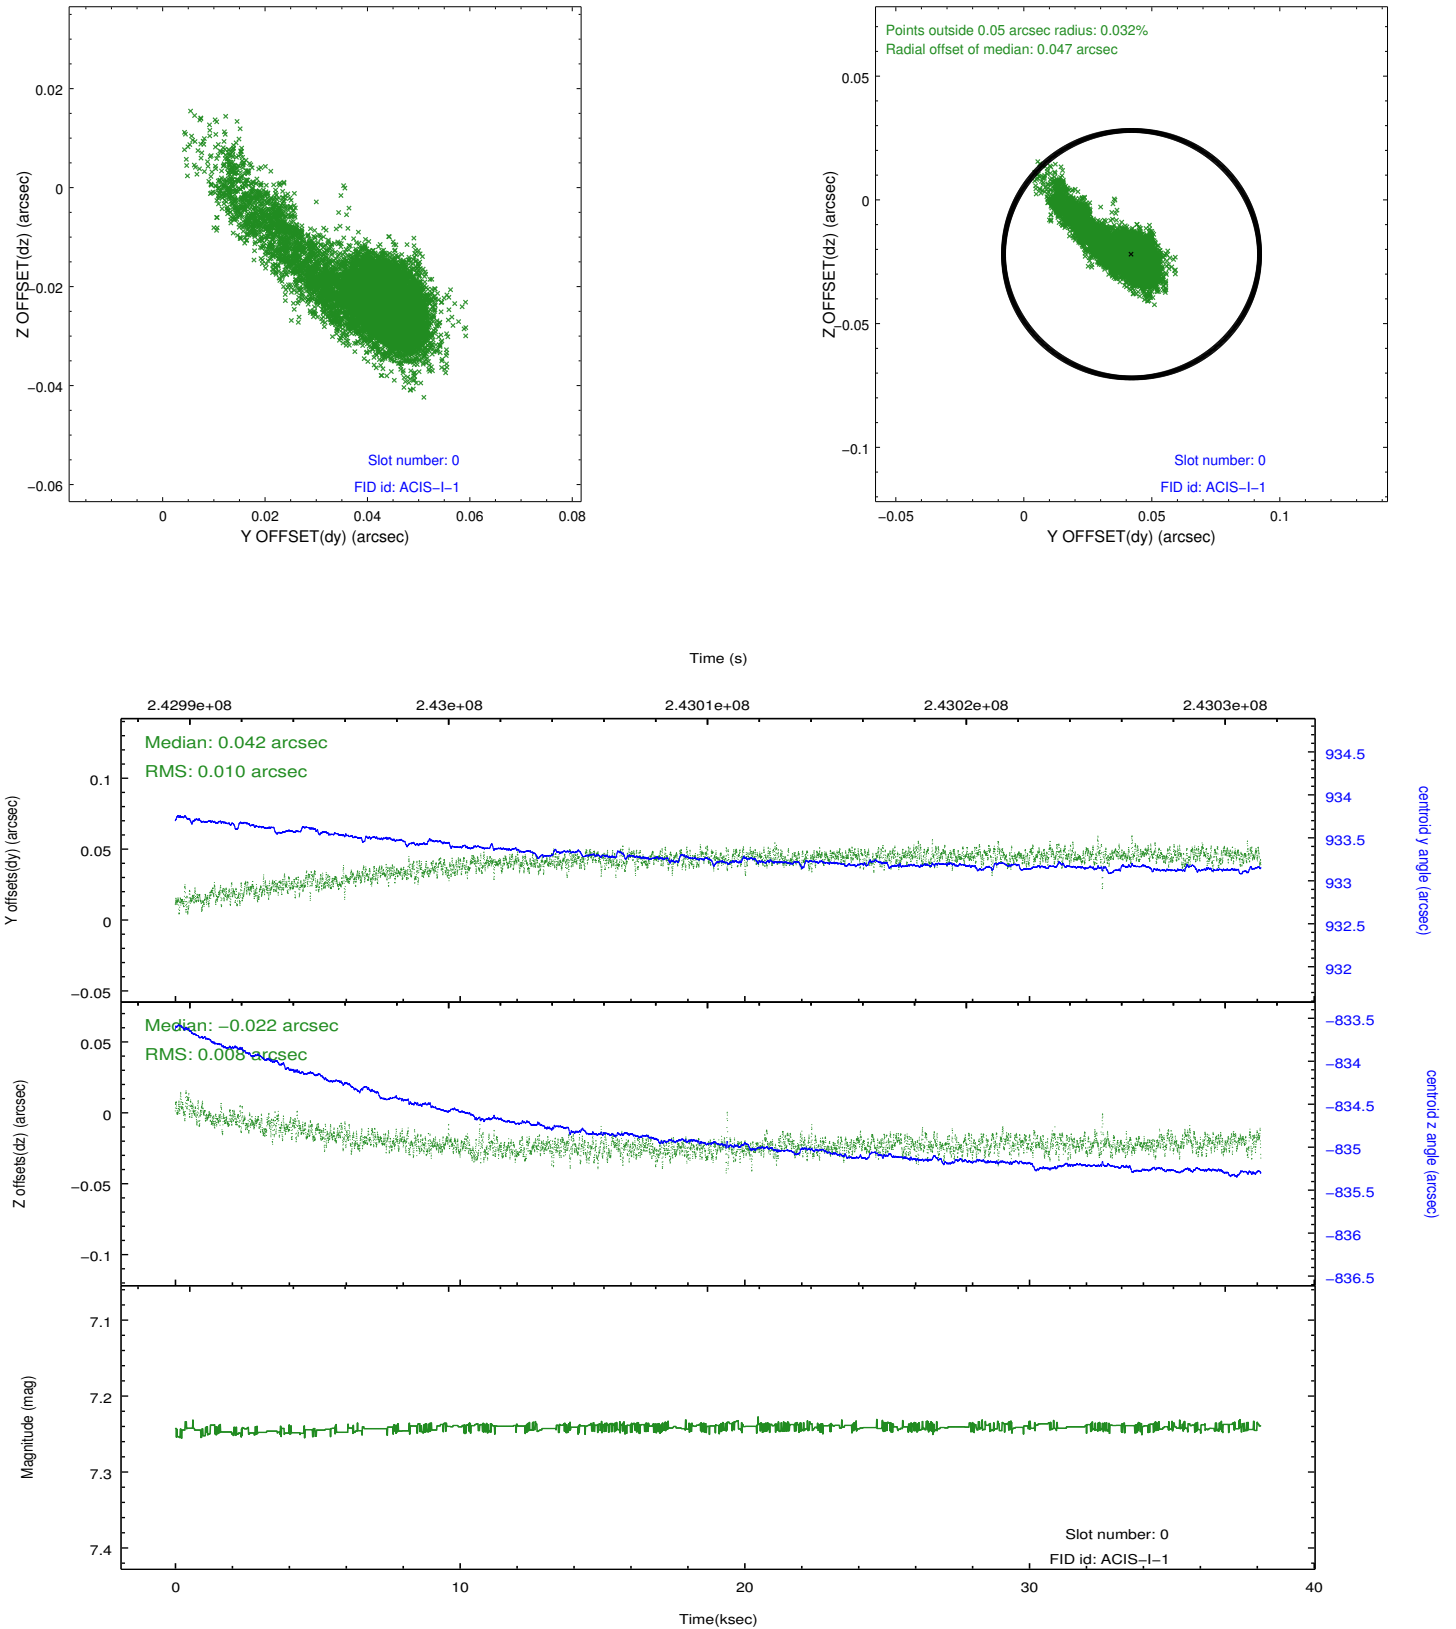 0.02
0
−0.02
−0.04
−0.06
Z OFFSET(dz) (arcsec)
Slot number: 0
FID id: ACIS−I−1
0
0.02
0.04
0.06
0.08
Y OFFSET(dy) (arcsec)
Points outside 0.05 arcsec radius: 0.032%
Radial offset of median: 0.047 arcsec
0.05
0
−0.05
−0.1
Z OFFSET(dz) (arcsec)
Slot number: 0
FID id: ACIS−I−1
−0.05
0
0.05
0.1
Y OFFSET(dy) (arcsec)
Time (s)
2.4299e+08
2.43e+08
2.4301e+08
2.4302e+08
2.4303e+08
Median: 0.042 arcsec
RMS: 0.010 arcsec
0.1
0.05
0
−0.05
Y offsets(dy) (arcsec)
934.5
934
933.5
933
932.5
932
centroid y angle (arcsec)
Median: −0.022 arcsec
RMS: 0.008 arcsec
0.05
0
−0.05
−0.1
Z offsets(dz) (arcsec)
−833.5
−834
−834.5
−835
−835.5
−836
−836.5
centroid z angle (arcsec)
7.1
7.2
7.3
7.4
Magnitude (mag)
Slot number: 0
FID id: ACIS−I−1
0
10
20
30
40
Time(ksec)